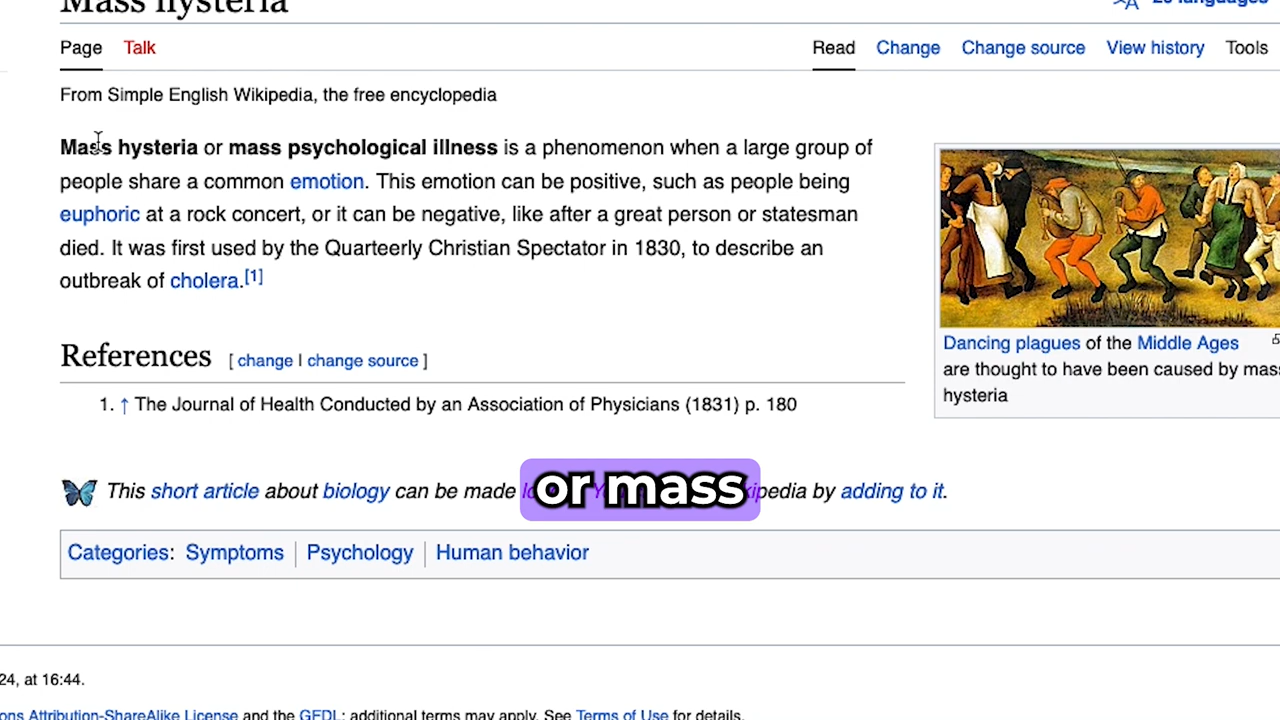 Mass hysteria
languages
Page Talk Read Change Change source View history Tools
From Simple English Wikipedia, the free encyclopedia
Mass hysteria or mass psychological illness is a phenomenon when a large group of
people share a common emotion. This emotion can be positive, such as people being
euphoric at a rock concert, or it can be negative, like after a great person or statesman
died. It was first used by the Quarteerly Christian Spectator in 1830, to describe an
outbreak of cholera.[1]
Dancing plagues of the Middle Ages
are thought to have been caused by mass
hysteria
References [ change | change source ]
1. ↑ The Journal of Health Conducted by an Association of Physicians (1831) p. 180
This short article about biology can be made by adding to it.
or mass
Categories: Symptoms Psychology Human behavior
24, at 16:44.
ons Attribution-ShareAlike License and the GFDL; additional terms may apply. See Terms of Use for details.